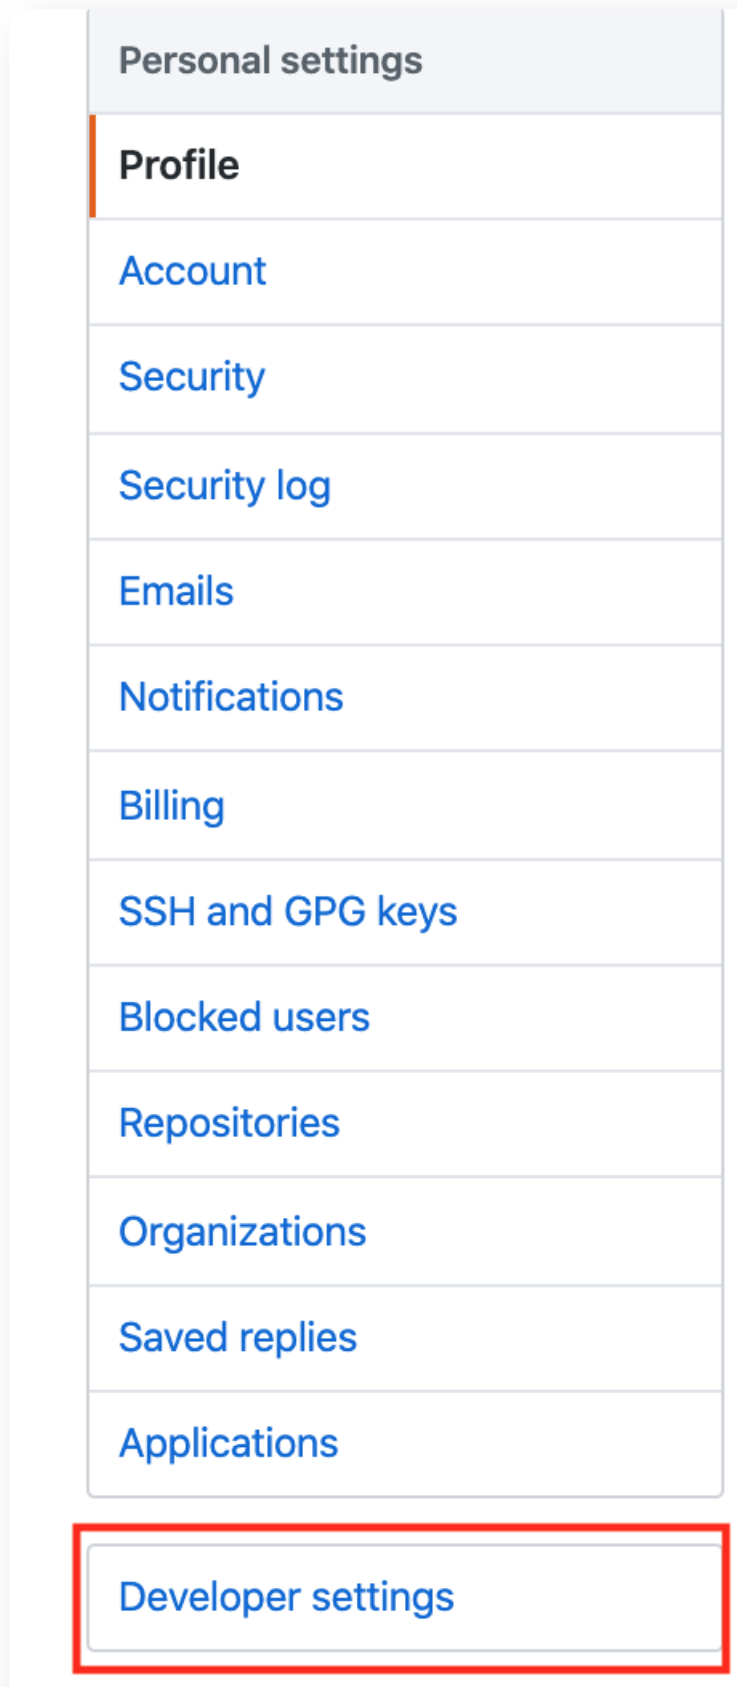 Personal settings
Profile
Account
Security
Security log
Emails
Notifications
Billing
SSH and GPG keys
Blocked users
Repositories
Organizations
Saved replies
Applications
Developer settings